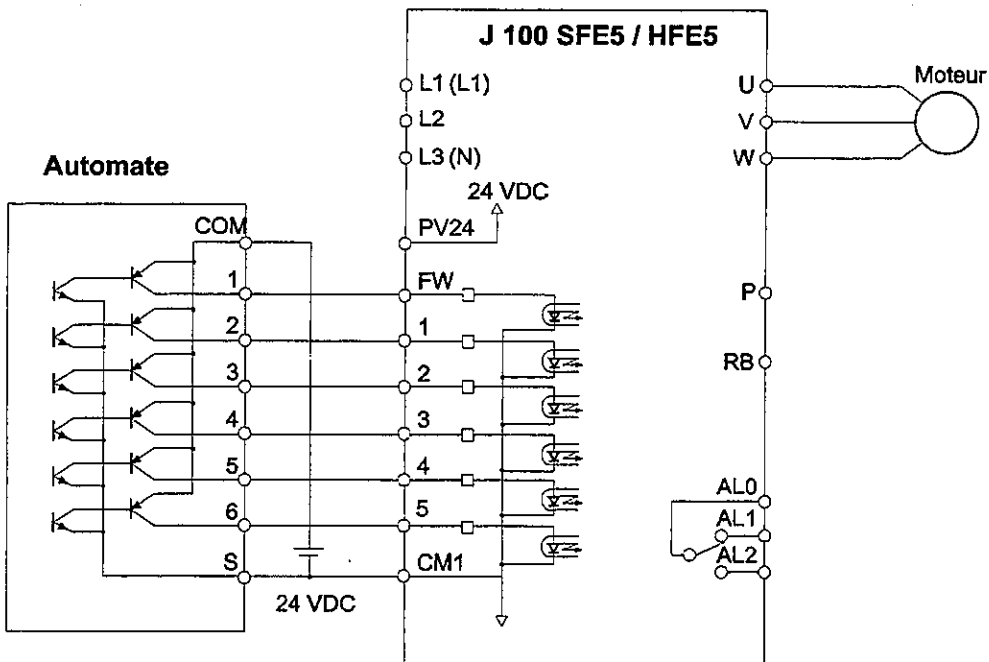 J 100 SFE5 / HFE5
L1 (L1)
L2
L3 (N)
24 VDC
PV24
FW
1
2
3
4
5
CM1
U
V
W
Moteur
P
RB
AL0
AL1
AL2
Automate
COM
1
2
3
4
5
6
S
24 VDC